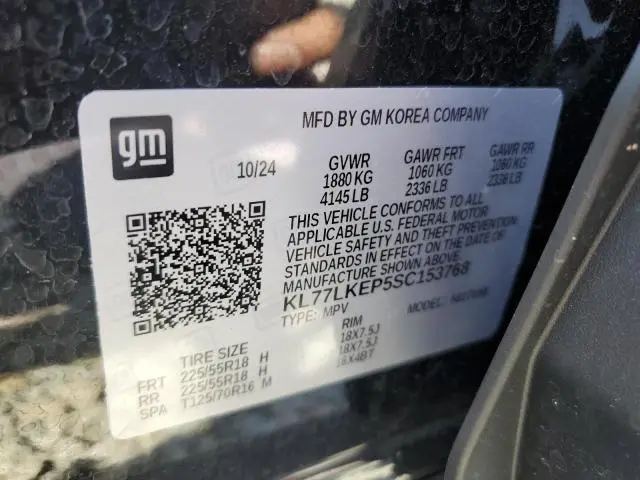 MFD BY GM KOREA COMPANY
gm
10/24
GVWR GAWR FRT GAWR RR
1880 KG 1060 KG 1060 KG
4145 LB 2336 LB 2336 LB
THIS VEHICLE CONFORMS TO ALL
APPLICABLE U.S. FEDERAL MOTOR
VEHICLE SAFETY AND THEFT PREVENTION
STANDARDS IN EFFECT ON THE DATE OF
MANUFACTURE SHOWN ABOVE.
KL77LKEP5SC153768
TYPE: MPV MODEL:
TIRE SIZE RIM
FRT 225/55R18 H 18X7.5J
RR 225/55R18 H 18X7.5J
SPA T125/70R16 M 16X4BT